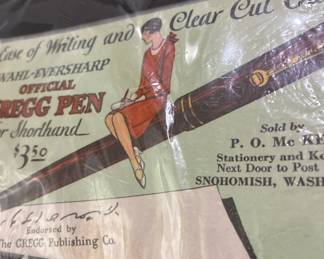 Ease of Writing and Clear Cut
WAHL-EVERSHARP
OFFICIAL
GREGG PEN
for Shorthand
$3.50
Sold by
P. O. Mc
Stationery and
Next Door to Post
SNOHOMISH, WASH
Endorsed by
The GREGG Publishing Co.